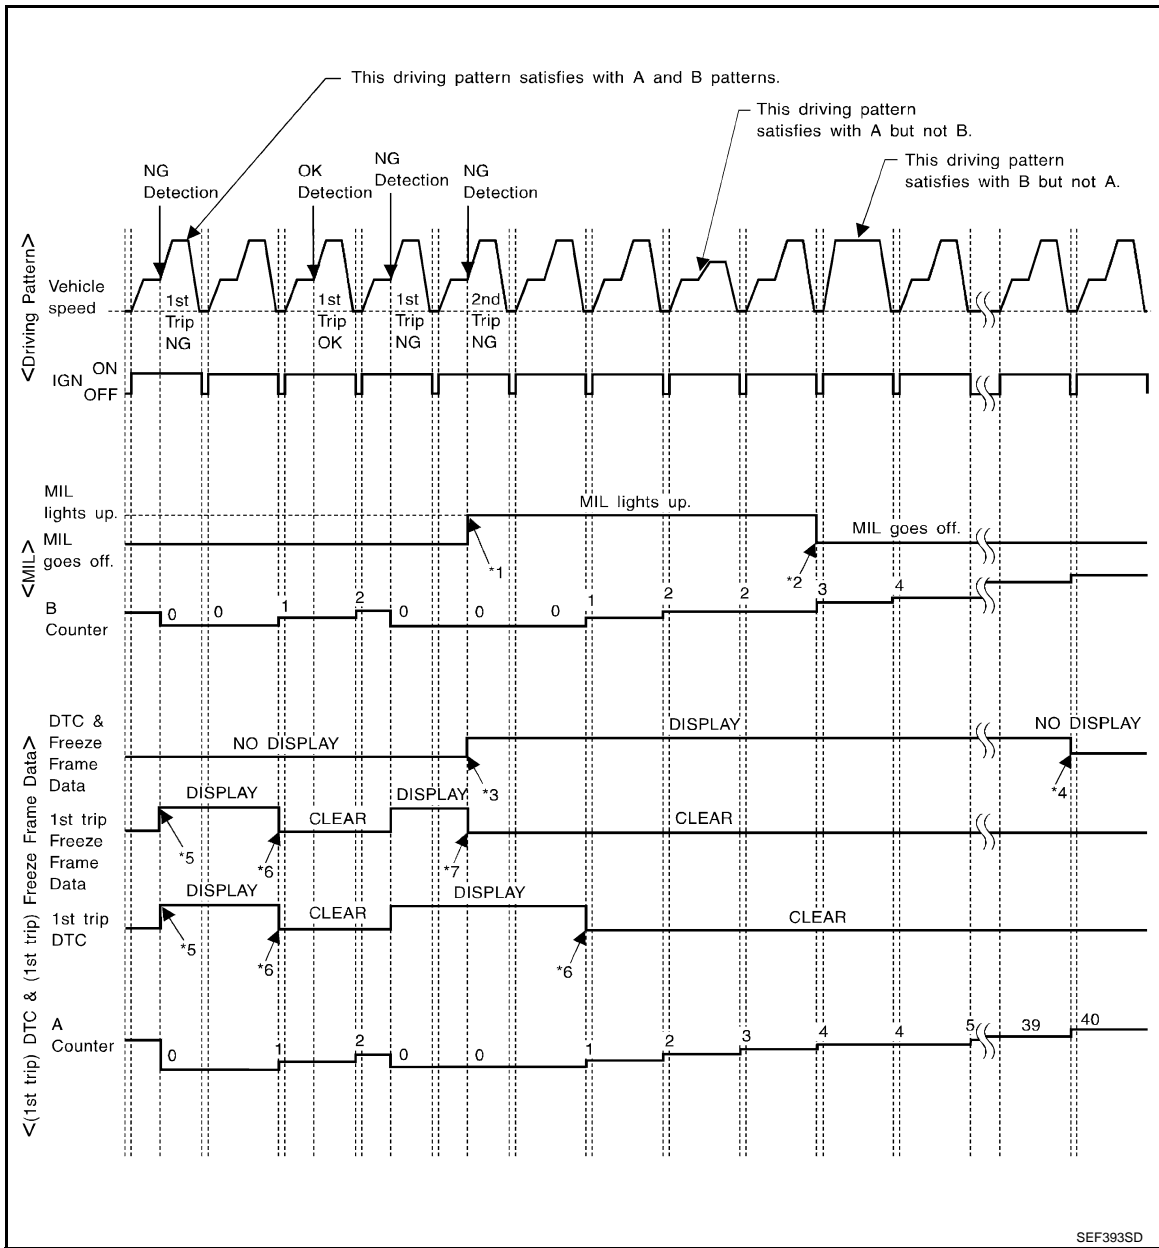 This driving pattern satisfies with A and B patterns.
This driving pattern
satisfies with A but not B.
This driving pattern
satisfies with B but not A.
NG
Detection
OK
Detection
NG
Detection
NG
Detection
<Driving Pattern>
Vehicle
speed
1st
Trip
NG
1st
Trip
OK
1st
Trip
NG
2nd
Trip
NG
IGN
ON
OFF
<MIL>
MIL
lights up.
MIL lights up.
MIL
goes off.
MIL goes off.
*1
*2
B
Counter
0 0 1 2 0 0 0 1 2 2 3 4
<(1st trip) DTC & (1st trip) Freeze Frame Data>
DTC &
Freeze
Frame
Data
NO DISPLAY
DISPLAY
NO DISPLAY
*3
*4
1st trip
Freeze
Frame
Data
DISPLAY
CLEAR
DISPLAY
CLEAR
*5
*6
*7
1st trip
DTC
DISPLAY
CLEAR
DISPLAY
CLEAR
*5
*6
*6
A
Counter
0 1 2 0 0 1 2 3 4 4 5 39 40
SEF393SD